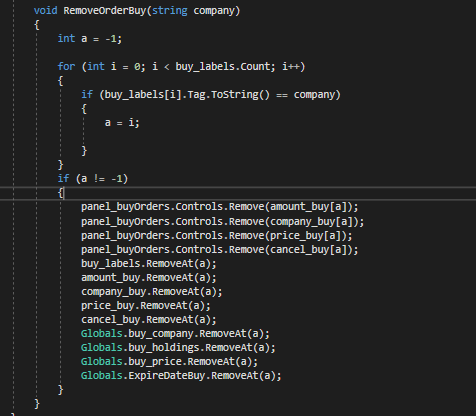 void RemoveOrderBuy(string company)
{
int a = -1;
for (int i = 0; i < buy_labels.Count; i++)
{
if (buy_labels[i].Tag.ToString() == company)
{
a = i;
}
}
if (a != -1)
{
panel_buyOrders.Controls.Remove(amount_buy[a]);
panel_buyOrders.Controls.Remove(company_buy[a]);
panel_buyOrders.Controls.Remove(price_buy[a]);
panel_buyOrders.Controls.Remove(cancel_buy[a]);
buy_labels.RemoveAt(a);
amount_buy.RemoveAt(a);
company_buy.RemoveAt(a);
price_buy.RemoveAt(a);
cancel_buy.RemoveAt(a);
Globals.buy_company.RemoveAt(a);
Globals.buy_holdings.RemoveAt(a);
Globals.buy_price.RemoveAt(a);
Globals.ExpireDateBuy.RemoveAt(a);
}
}